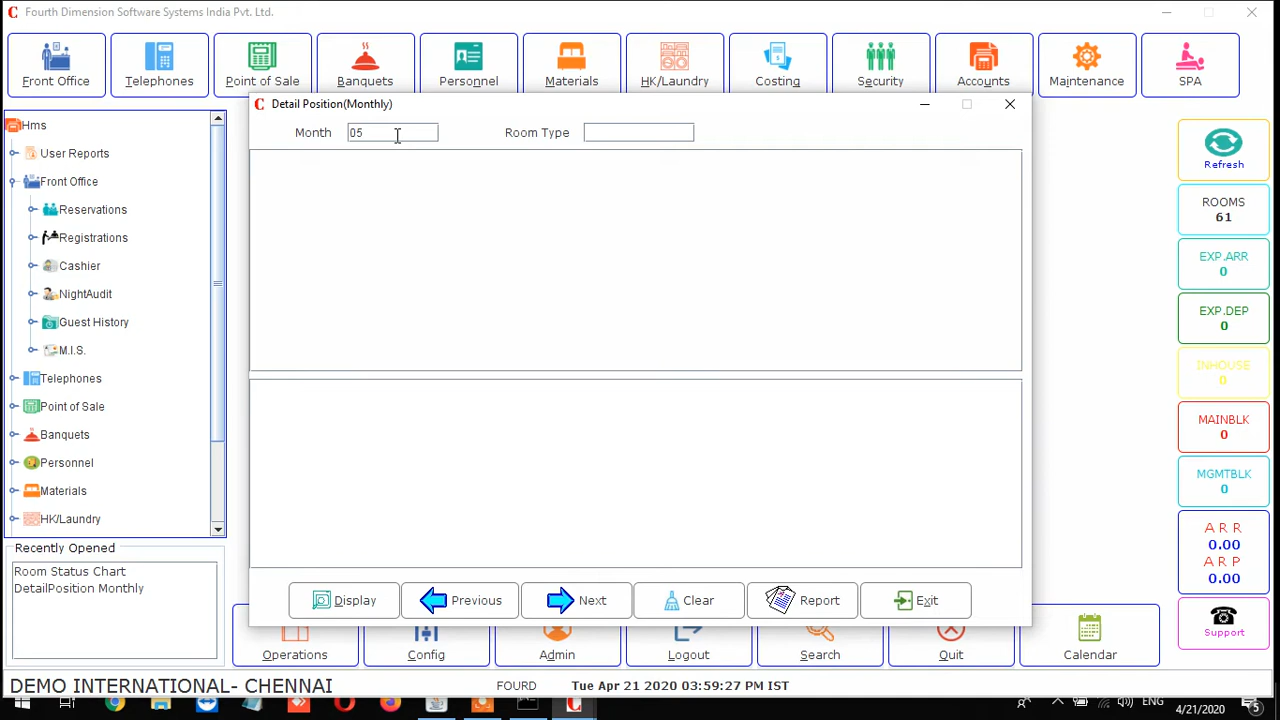 Fourth Dimension Software Systems India Pvt. Ltd.
Front Office
Telephones
Point of Sale
Banquets
Personnel
Materials
HK/Laundry
Costing
Security
Accounts
Maintenance
SPA
Detail Position(Monthly)
Month 05 Room Type
Hms
User Reports
Front Office
Reservations
Registrations
Cashier
NightAudit
Guest History
M.I.S.
Telephones
Point of Sale
Banquets
Personnel
Materials
HK/Laundry
Recently Opened
Room Status Chart
DetailPosition Monthly
Refresh
ROOMS
61
EXP.ARR
0
EXP.DEP
0
INHOUSE
0
MAINBLK
0
MGMTBLK
0
A R R
0.00
A R P
0.00
Support
Display
Previous
Next
Clear
Report
Exit
Operations
Config
Admin
Logout
Search
Quit
Calendar
DEMO INTERNATIONAL- CHENNAI
FOURD
Tue Apr 21 2020 03:59:27 PM IST
ENG
4/21/2020
5